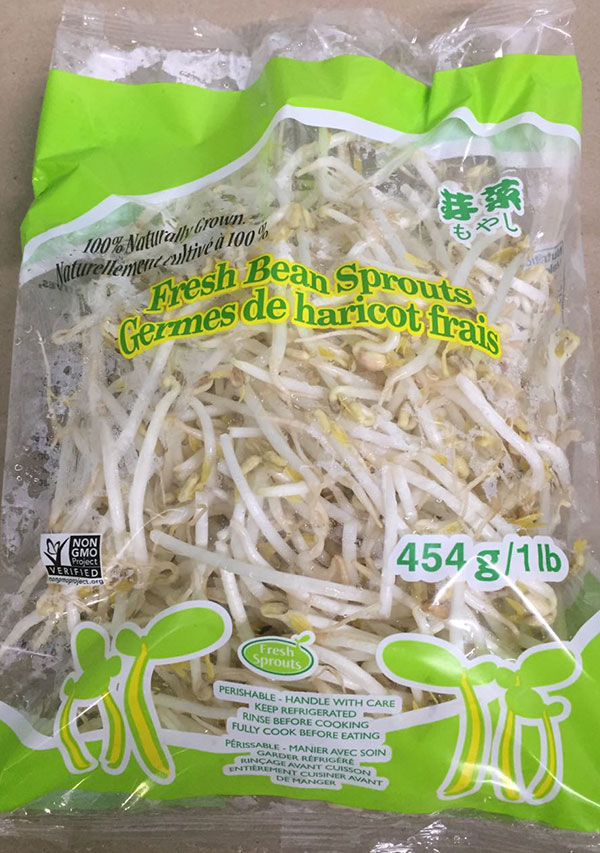 芽菜
もやし
100% Naturally Grown
Naturellement cultivé à 100 %
Fresh Bean Sprouts
Germes de haricot frais
NON
GMO
Project
VERIFIED
nongmoproject.org
454 g/1 lb
Fresh
Sprouts
PERISHABLE - HANDLE WITH CARE
KEEP REFRIGERATED
RINSE BEFORE COOKING
FULLY COOK BEFORE EATING
PÉRISSABLE - MANIER AVEC SOIN
GARDER RÉFRIGÉRÉ
RINÇAGE AVANT CUISSON
ENTIÈREMENT CUISINER AVANT
DE MANGER